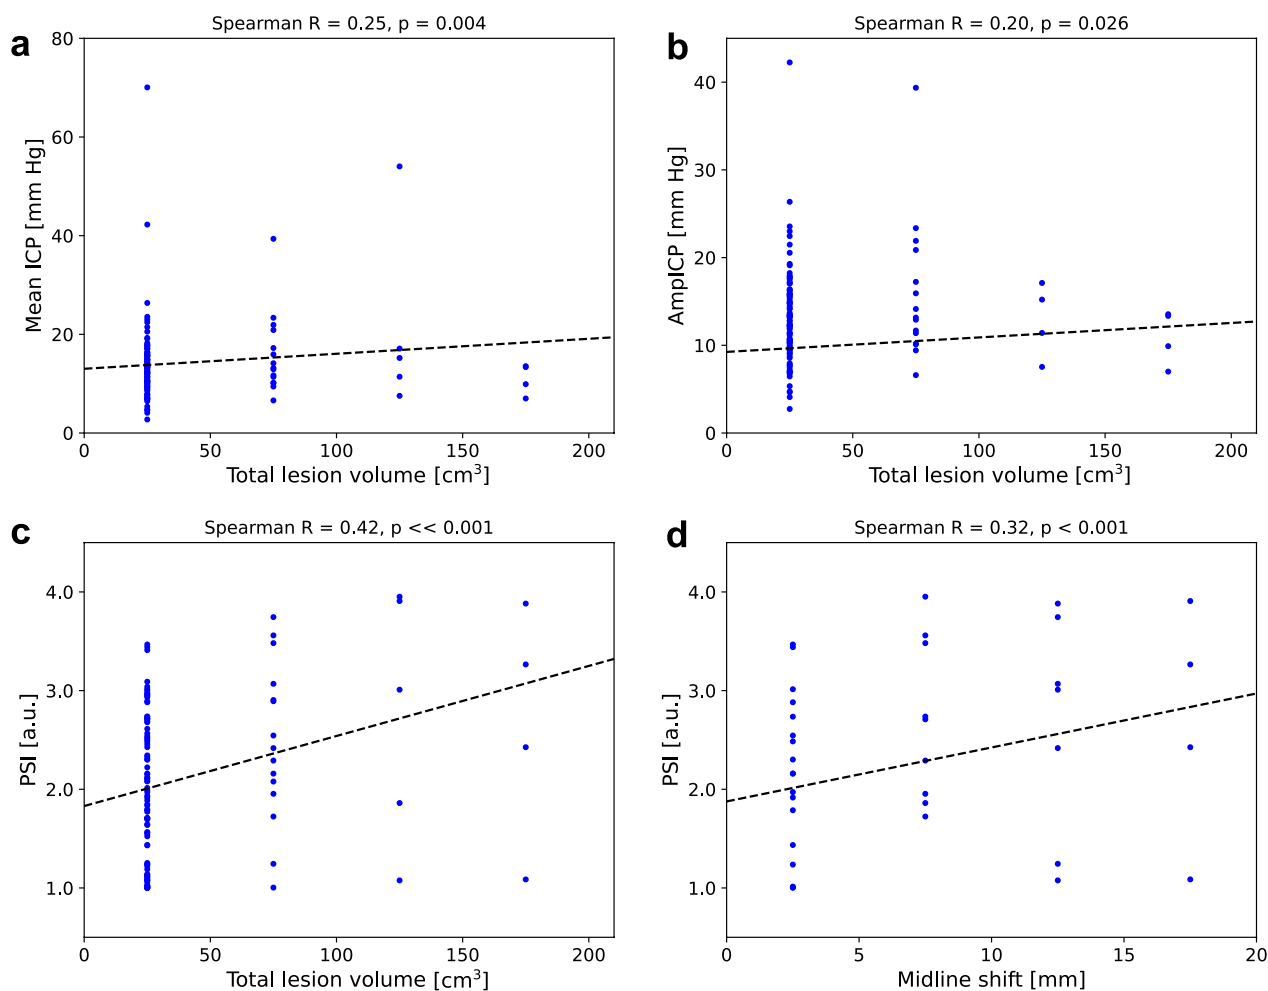 a
Spearman R = 0.25, p = 0.004
80
60
40
20
0
Mean ICP [mm Hg]
0 50 100 150 200
Total lesion volume [cm³]
b
Spearman R = 0.20, p = 0.026
40
30
20
10
0
AmpICP [mm Hg]
0 50 100 150 200
Total lesion volume [cm³]
c
Spearman R = 0.42, p << 0.001
4.0
3.0
2.0
1.0
PSI [a.u.]
0 50 100 150 200
Total lesion volume [cm³]
d
Spearman R = 0.32, p < 0.001
4.0
3.0
2.0
1.0
PSI [a.u.]
0 5 10 15 20
Midline shift [mm]